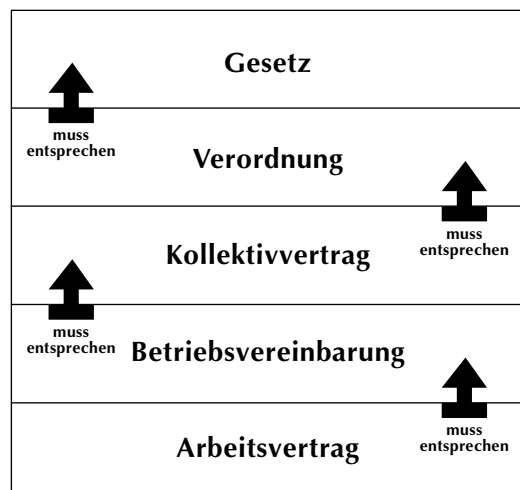 Gesetz
muss
entsprechen
Verordnung
muss
entsprechen
Kollektivvertrag
muss
entsprechen
Betriebsvereinbarung
muss
entsprechen
Arbeitsvertrag